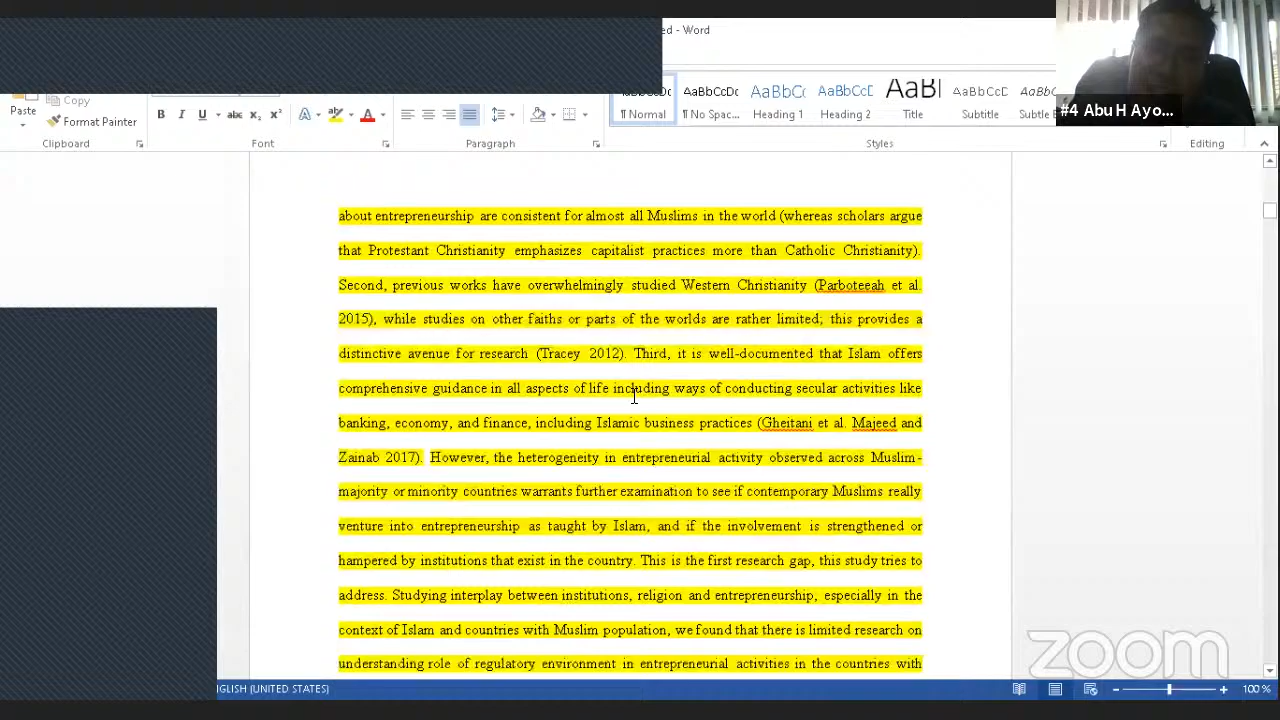 ed - Word
#4 Abu H Ayo...
Paste
Copy
Format Painter
B I U abc x₂ x² A A
AaBbCcDc AaBbCcDc AaBbCc AaBbCcC AaBl AaBbCcD AaBbCcD
¶ Normal ¶ No Spac... Heading 1 Heading 2 Title Subtitle Subtle E
Clipboard Font Paragraph Styles Editing
about entrepreneurship are consistent for almost all Muslims in the world (whereas scholars argue
that Protestant Christianity emphasizes capitalist practices more than Catholic Christianity).
Second, previous works have overwhelmingly studied Western Christianity (Parboteeah et al.
2015), while studies on other faiths or parts of the worlds are rather limited; this provides a
distinctive avenue for research (Tracey 2012). Third, it is well-documented that Islam offers
comprehensive guidance in all aspects of life including ways of conducting secular activities like
banking, economy, and finance, including Islamic business practices (Gheitani et al. Majeed and
Zainab 2017). However, the heterogeneity in entrepreneurial activity observed across Muslim-
majority or minority countries warrants further examination to see if contemporary Muslims really
venture into entrepreneurship as taught by Islam, and if the involvement is strengthened or
hampered by institutions that exist in the country. This is the first research gap, this study tries to
address. Studying interplay between institutions, religion and entrepreneurship, especially in the
context of Islam and countries with Muslim population, we found that there is limited research on
understanding role of regulatory environment in entrepreneurial activities in the countries with
zoom
GLISH (UNITED STATES) 100 %